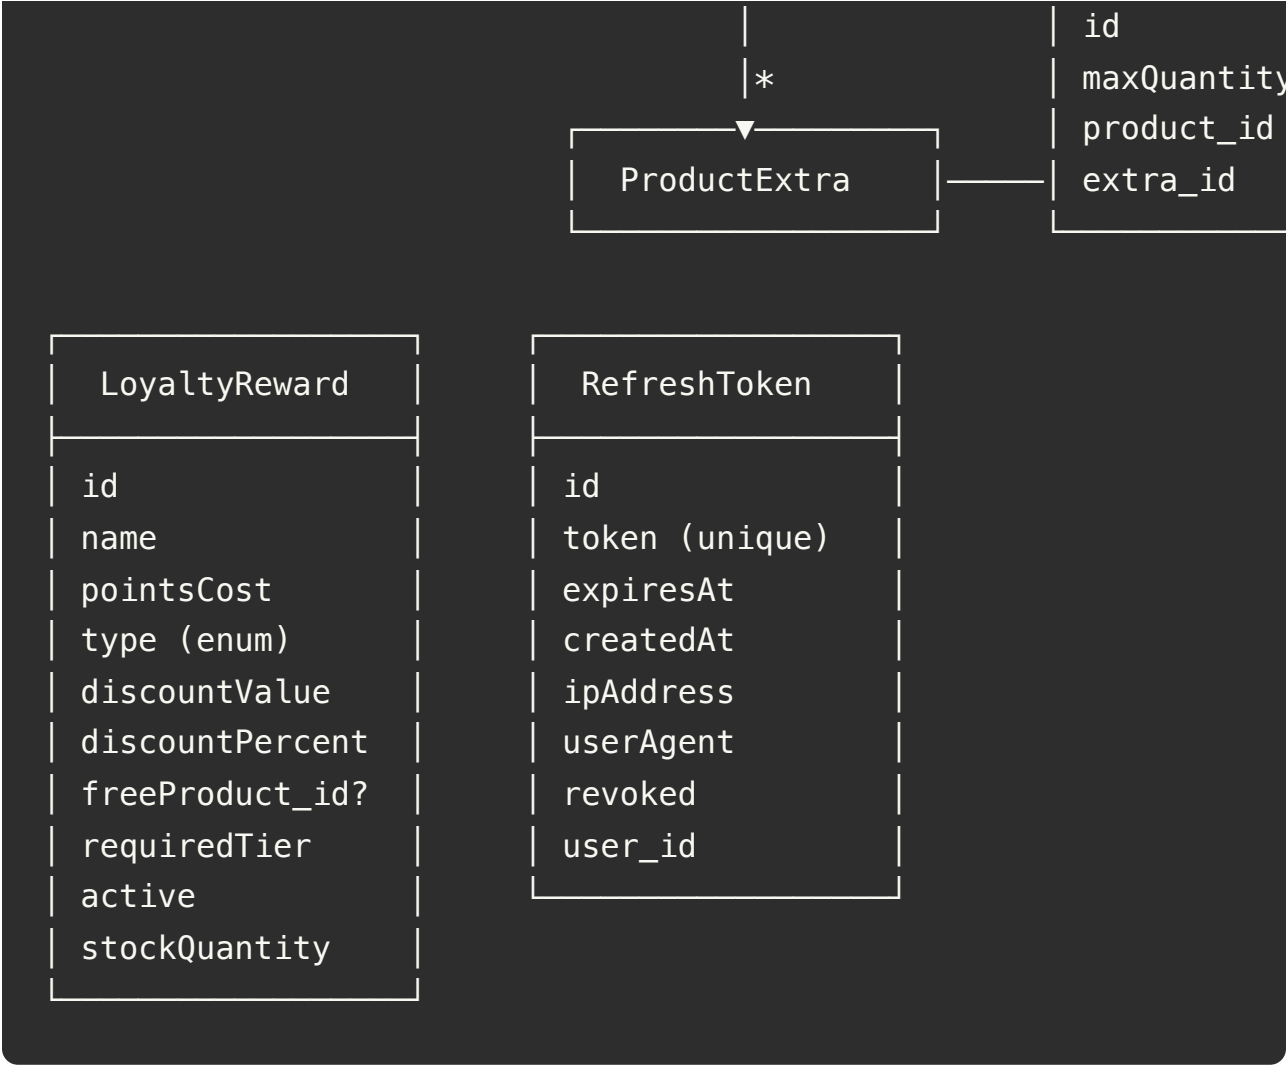 id
*
maxQuantity
product_id
ProductExtra
extra_id
LoyaltyReward
RefreshToken
id
id
name
token (unique)
pointsCost
expiresAt
type (enum)
createdAt
discountValue
ipAddress
discountPercent
userAgent
freeProduct_id?
revoked
requiredTier
user_id
active
stockQuantity